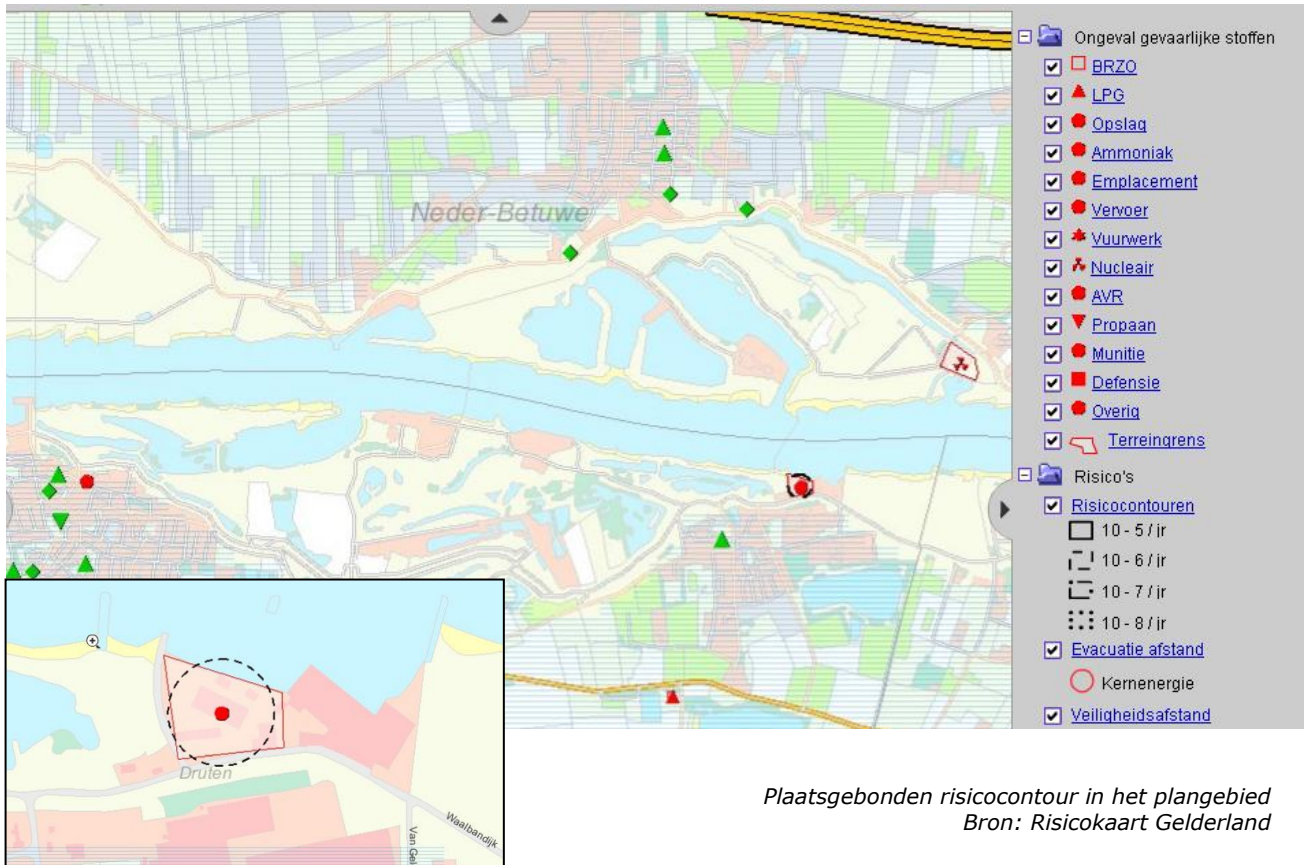 Ongeval gevaarlijke stoffen
BRZO
LPG
Opslag
Ammoniak
Emplacement
Vervoer
Vuurwerk
Nucleair
AVR
Propaan
Munitie
Defensie
Overig
Terreingrens
Risico's
Risicocontouren
10 - 5 / jr
10 - 6 / jr
10 - 7 / jr
10 - 8 / jr
Evacuatie afstand
Kernenergie
Veiligheidsafstand
Neder-Betuwe
Druten
Waalbandijk
Van Gel
Plaatsgebonden risicocontour in het plangebied
Bron: Risicokaart Gelderland